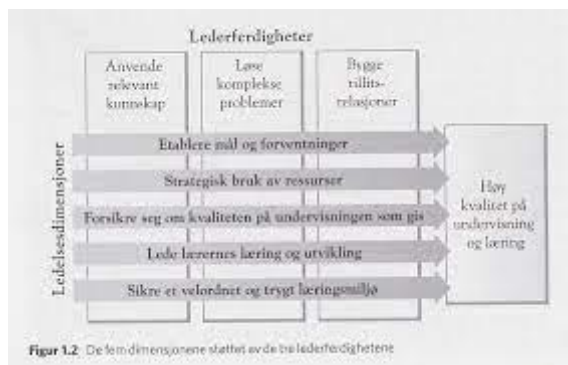 Lederferdigheter
Anvende
relevant
kunnskap
Løse
komplekse
problemer
Bygge
tillits-
relasjoner
Ledelsesdimensjoner
Etablere mål og forventninger
Strategisk bruk av ressurser
Forsikre seg om kvaliteten på undervisningen som gis
Lede lærernes læring og utvikling
Sikre et velordnet og trygt læringsmiljø
Høy
kvalitet på
undervisning
og læring
Figur 1.2 De fem dimensjonene støttet av de tre lederferdighetene